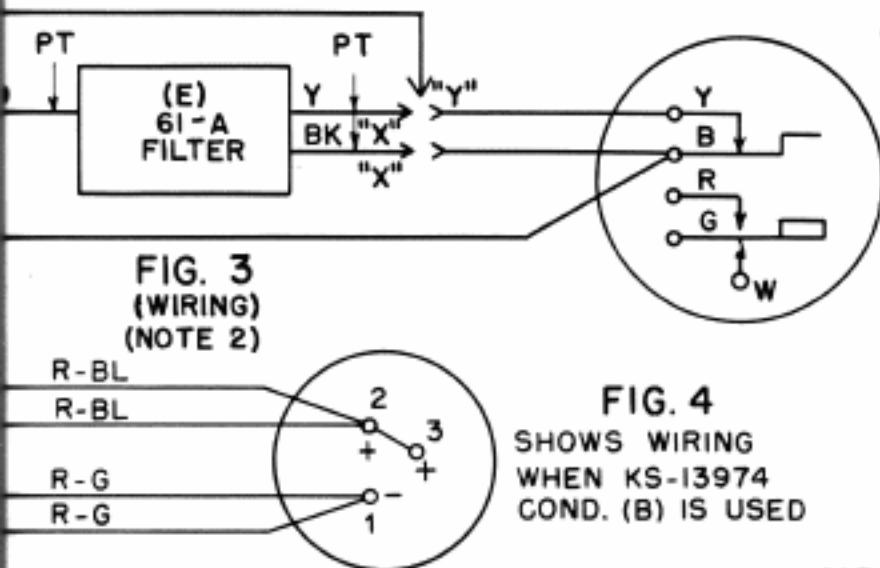 PT
PT
(E)
61-A
FILTER
Y
BK
"X"
"X"
"Y"
Y
B
R
G
W
FIG. 3
(WIRING)
(NOTE 2)
R-BL
R-BL
R-G
R-G
2
+
3
+
-
1
FIG. 4
SHOWS WIRING
WHEN KS-13974
COND. (B) IS USED